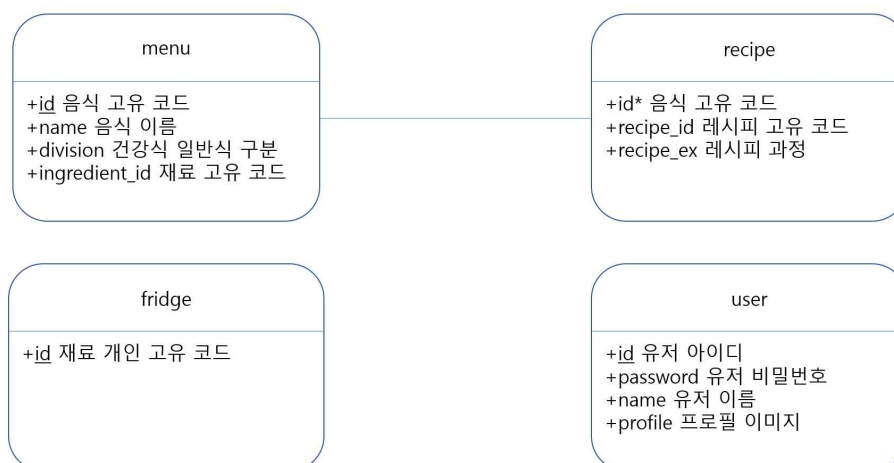 menu
+id 음식 고유 코드
+name 음식 이름
+division 건강식 일반식 구분
+ingredient_id 재료 고유 코드
recipe
+id* 음식 고유 코드
+recipe_id 레시피 고유 코드
+recipe_ex 레시피 과정
fridge
+id 재료 개인 고유 코드
user
+id 유저 아이디
+password 유저 비밀번호
+name 유저 이름
+profile 프로필 이미지